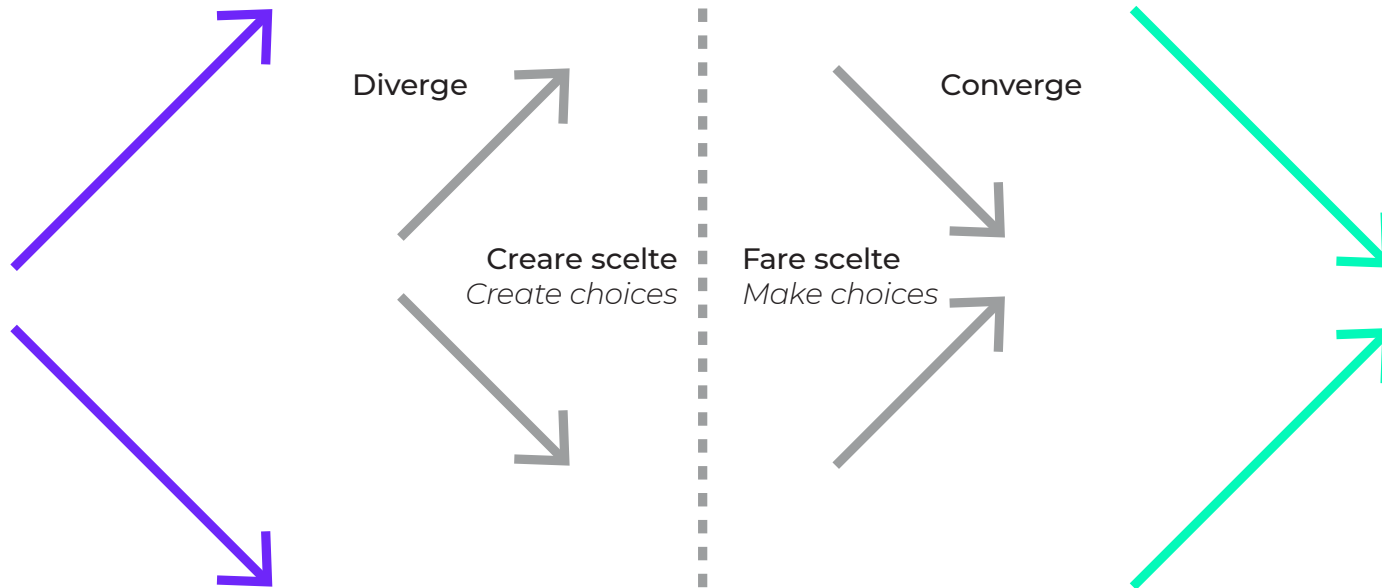 Diverge
Converge
Creare scelte
Create choices
Fare scelte
Make choices